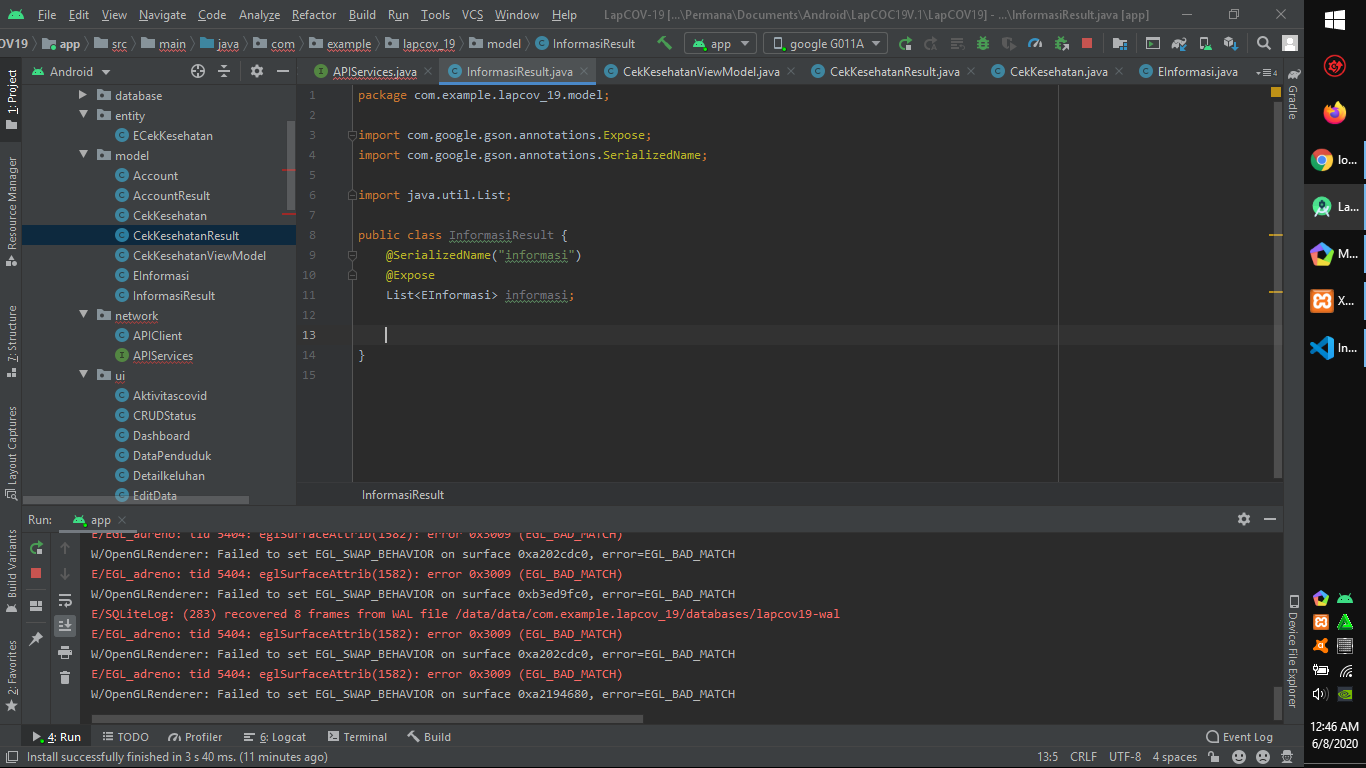 File Edit View Navigate Code Analyze Refactor Build Run Tools VCS Window Help LapCOV-19 [...\Permana\Documents\Android\LapCOC19V.1\LapCOV19] - ...\InformasiResult.java [app]
OV19 app src main java com example lapcov_19 model InformasiResult app google G011A
1: Project
Resource Manager
7: Structure
Layout Captures
Build Variants
2: Favorites
Android
database
entity
ECekKesehatan
model
Account
AccountResult
CekKesehatan
CekKesehatanResult
CekKesehatanViewModel
EInformasi
InformasiResult
network
APIClient
APIServices
ui
Aktivitascovid
CRUDStatus
Dashboard
DataPenduduk
Detailkeluhan
EditData
APIServices.java InformasiResult.java CekKesehatanViewModel.java CekKesehatanResult.java CekKesehatan.java EInformasi.java 4
1 package com.example.lapcov_19.model;
2
3 import com.google.gson.annotations.Expose;
4 import com.google.gson.annotations.SerializedName;
5
6 import java.util.List;
7
8 public class InformasiResult {
9 @SerializedName("informasi")
10 @Expose
11 List<EInformasi> informasi;
12
13
14 }
15
InformasiResult
Gradle
Device File Explorer
Run: app
E/EGL_adreno: tid 5404: eglSurfaceAttrib(1582): error 0x3009 (EGL_BAD_MATCH)
W/OpenGLRenderer: Failed to set EGL_SWAP_BEHAVIOR on surface 0xa202cdc0, error=EGL_BAD_MATCH
E/EGL_adreno: tid 5404: eglSurfaceAttrib(1582): error 0x3009 (EGL_BAD_MATCH)
W/OpenGLRenderer: Failed to set EGL_SWAP_BEHAVIOR on surface 0xb3ed9fc0, error=EGL_BAD_MATCH
E/SQLiteLog: (283) recovered 8 frames from WAL file /data/data/com.example.lapcov_19/databases/lapcov19-wal
E/EGL_adreno: tid 5404: eglSurfaceAttrib(1582): error 0x3009 (EGL_BAD_MATCH)
W/OpenGLRenderer: Failed to set EGL_SWAP_BEHAVIOR on surface 0xa202cdc0, error=EGL_BAD_MATCH
E/EGL_adreno: tid 5404: eglSurfaceAttrib(1582): error 0x3009 (EGL_BAD_MATCH)
W/OpenGLRenderer: Failed to set EGL_SWAP_BEHAVIOR on surface 0xa2194680, error=EGL_BAD_MATCH
4: Run TODO Profiler 6: Logcat Terminal Build Event Log
Install successfully finished in 3 s 40 ms. (11 minutes ago) 13:5 CRLF UTF-8 4 spaces
lo...
La...
M...
X...
In...
12:46 AM
6/8/2020